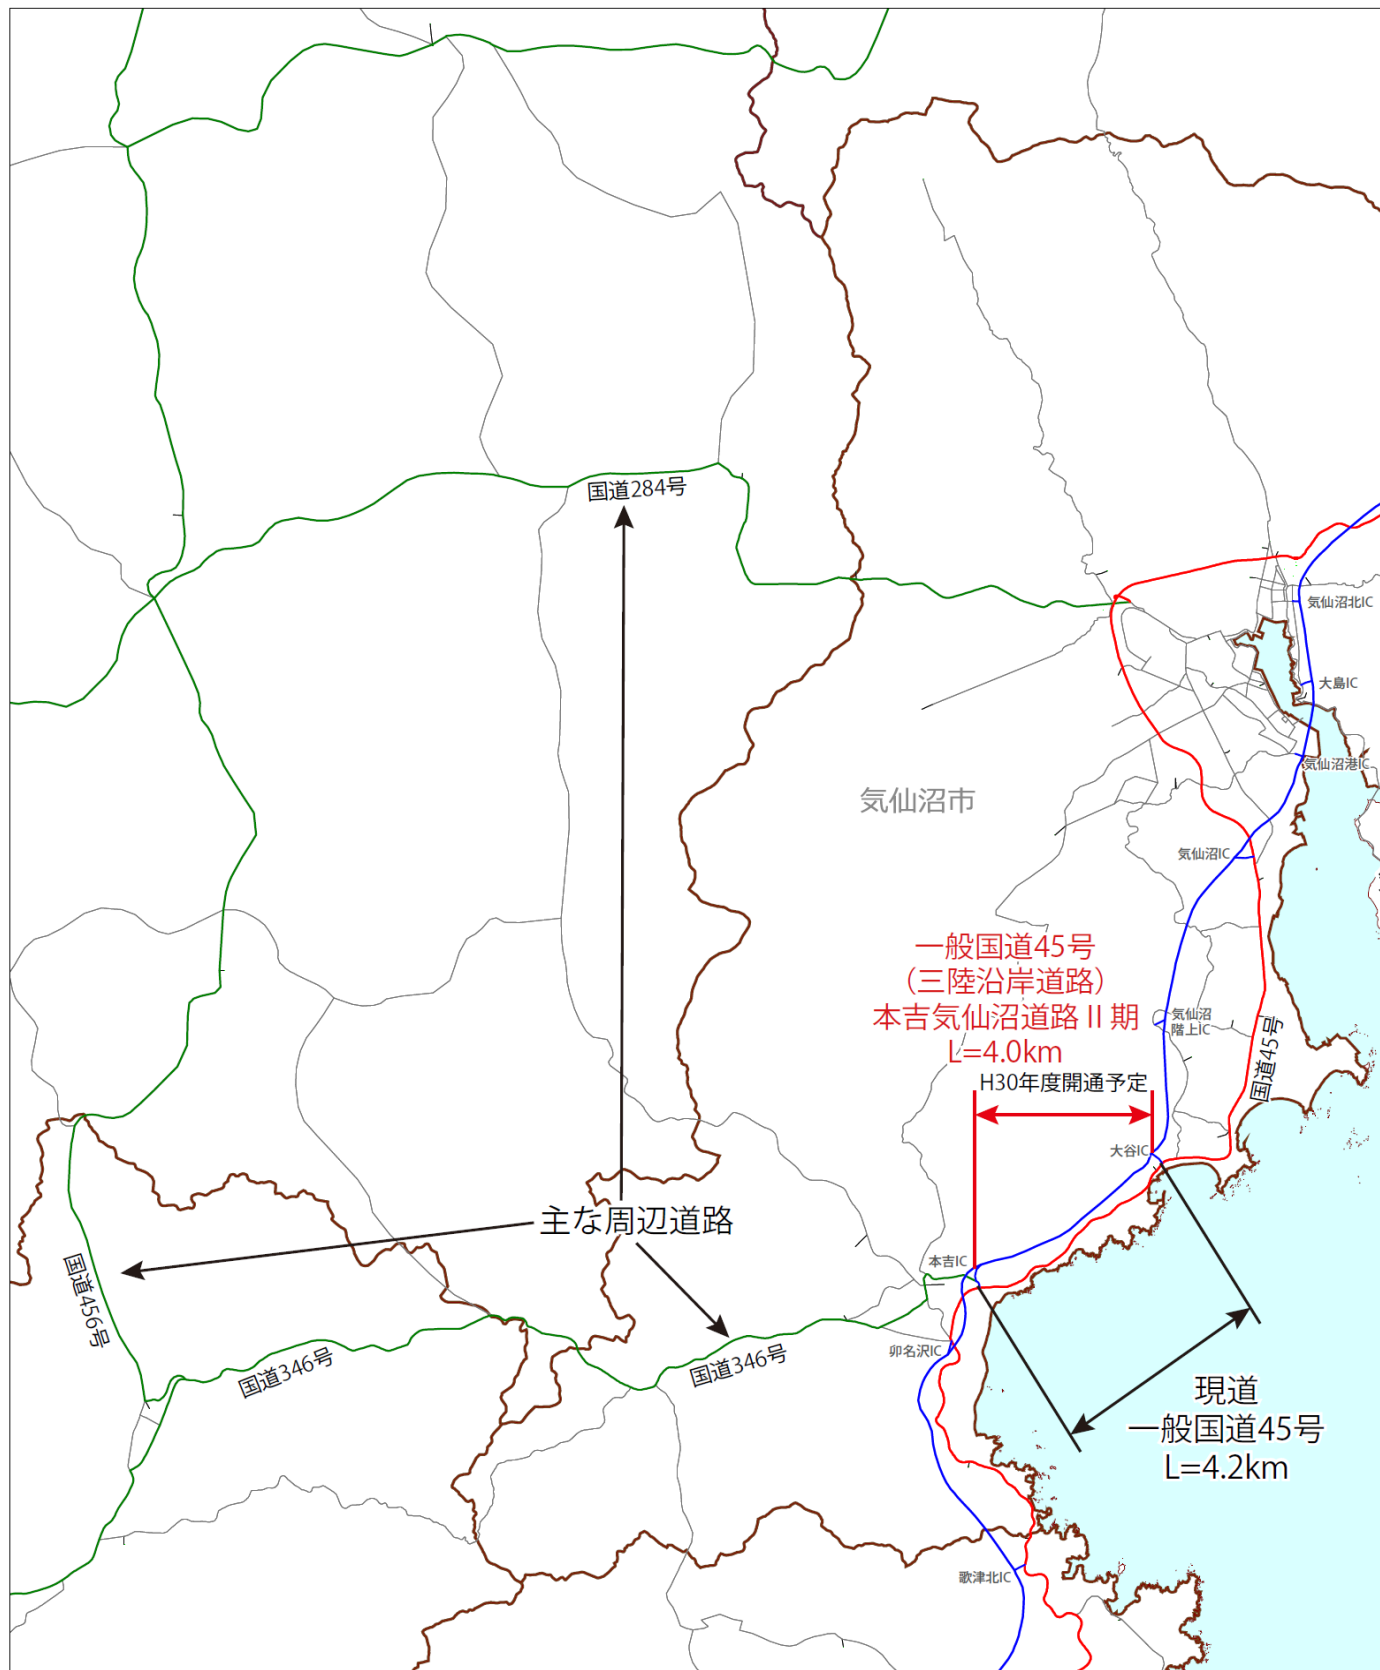 国道284号
気仙沼北IC
大島IC
気仙沼港IC
気仙沼市
気仙沼IC
一般国道45号
（三陸沿岸道路）
本吉気仙沼道路Ⅱ期
L=4.0km
H30年度開通予定
気仙沼
階上IC
国道45号
大谷IC
主な周辺道路
本吉IC
国道456号
国道346号
国道346号
卯名沢IC
現道
一般国道45号
L=4.2km
歌津北IC